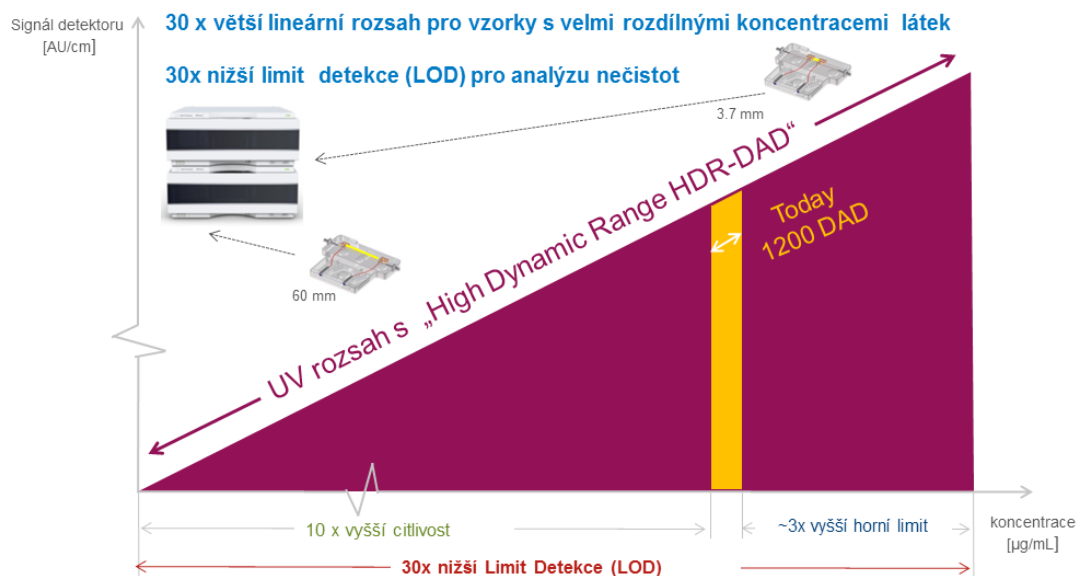 Signál detektoru
[AU/cm]
30 x větší lineární rozsah pro vzorky s velmi rozdílnými koncentracemi látek
30x nižší limit detekce (LOD) pro analýzu nečistot
3.7 mm
60 mm
UV rozsah s „High Dynamic Range HDR-DAD“
Today
1200 DAD
10 x vyšší citlivost
~3x vyšší horní limit
koncentrace
[µg/mL]
30x nižší Limit Detekce (LOD)